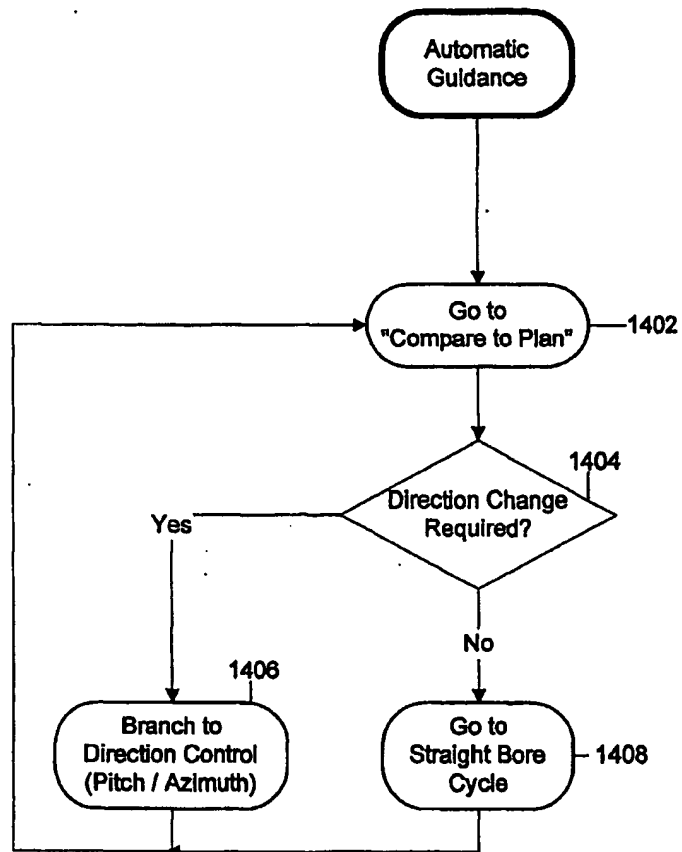 Automatic
Guidance
Go to
"Compare to Plan"
1402
1404
Direction Change
Required?
Yes
No
1406
Branch to
Direction Control
(Pitch / Azimuth)
Go to
Straight Bore
Cycle
1408